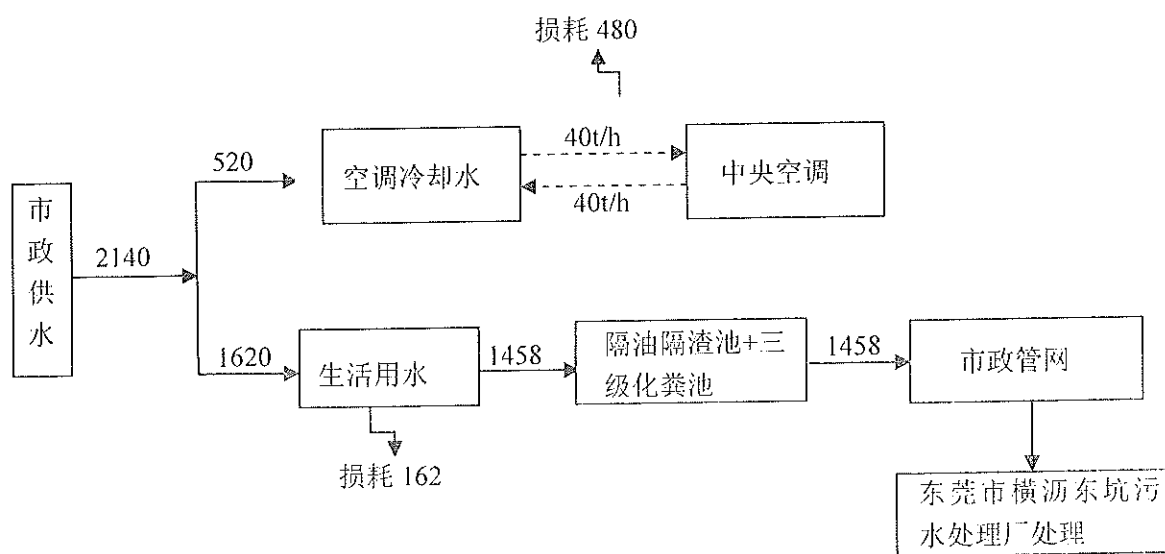 损耗 480
40t/h
520
空调冷却水
中央空调
40t/h
市政供水
2140
1620
生活用水
1458
隔油隔渣池+三
级化粪池
1458
市政管网
损耗 162
东莞市横沥东坑污
水处理厂处理